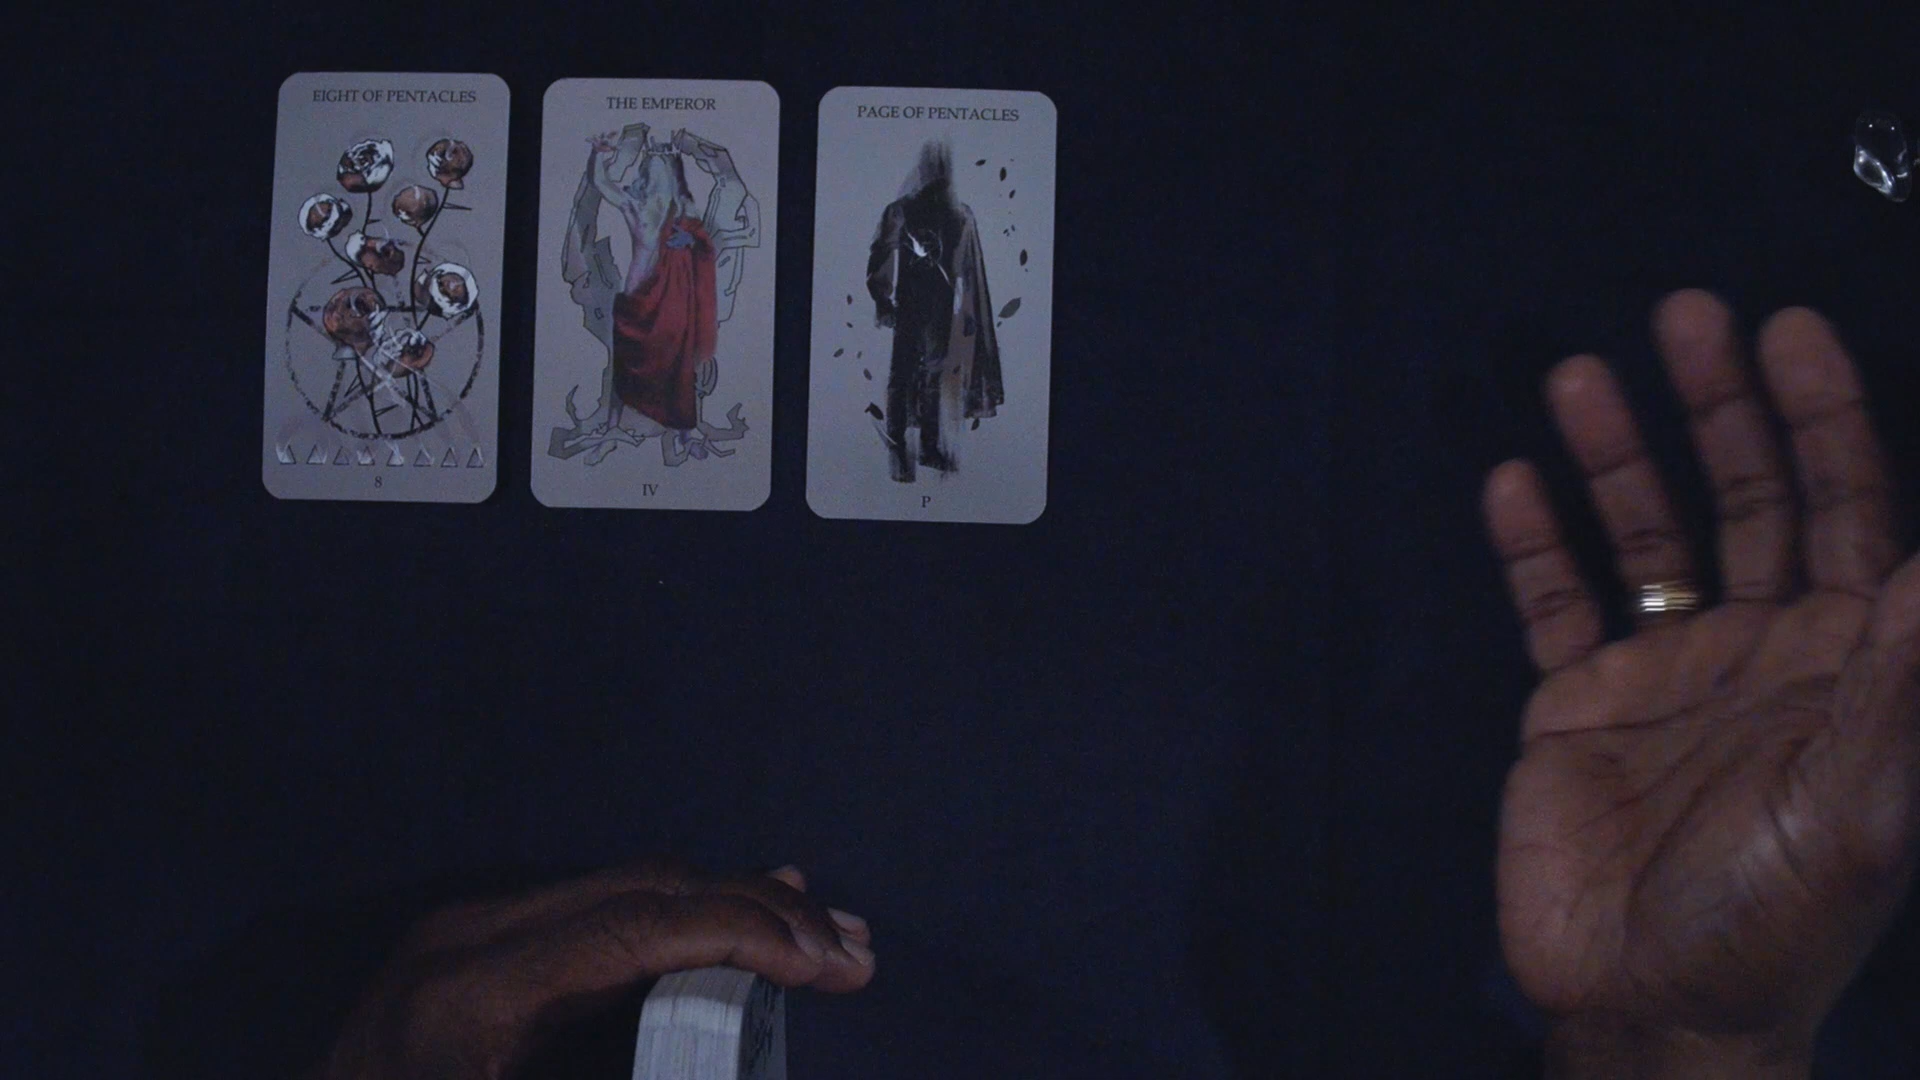 EIGHT OF PENTACLES
8
THE EMPEROR
IV
PAGE OF PENTACLES
P